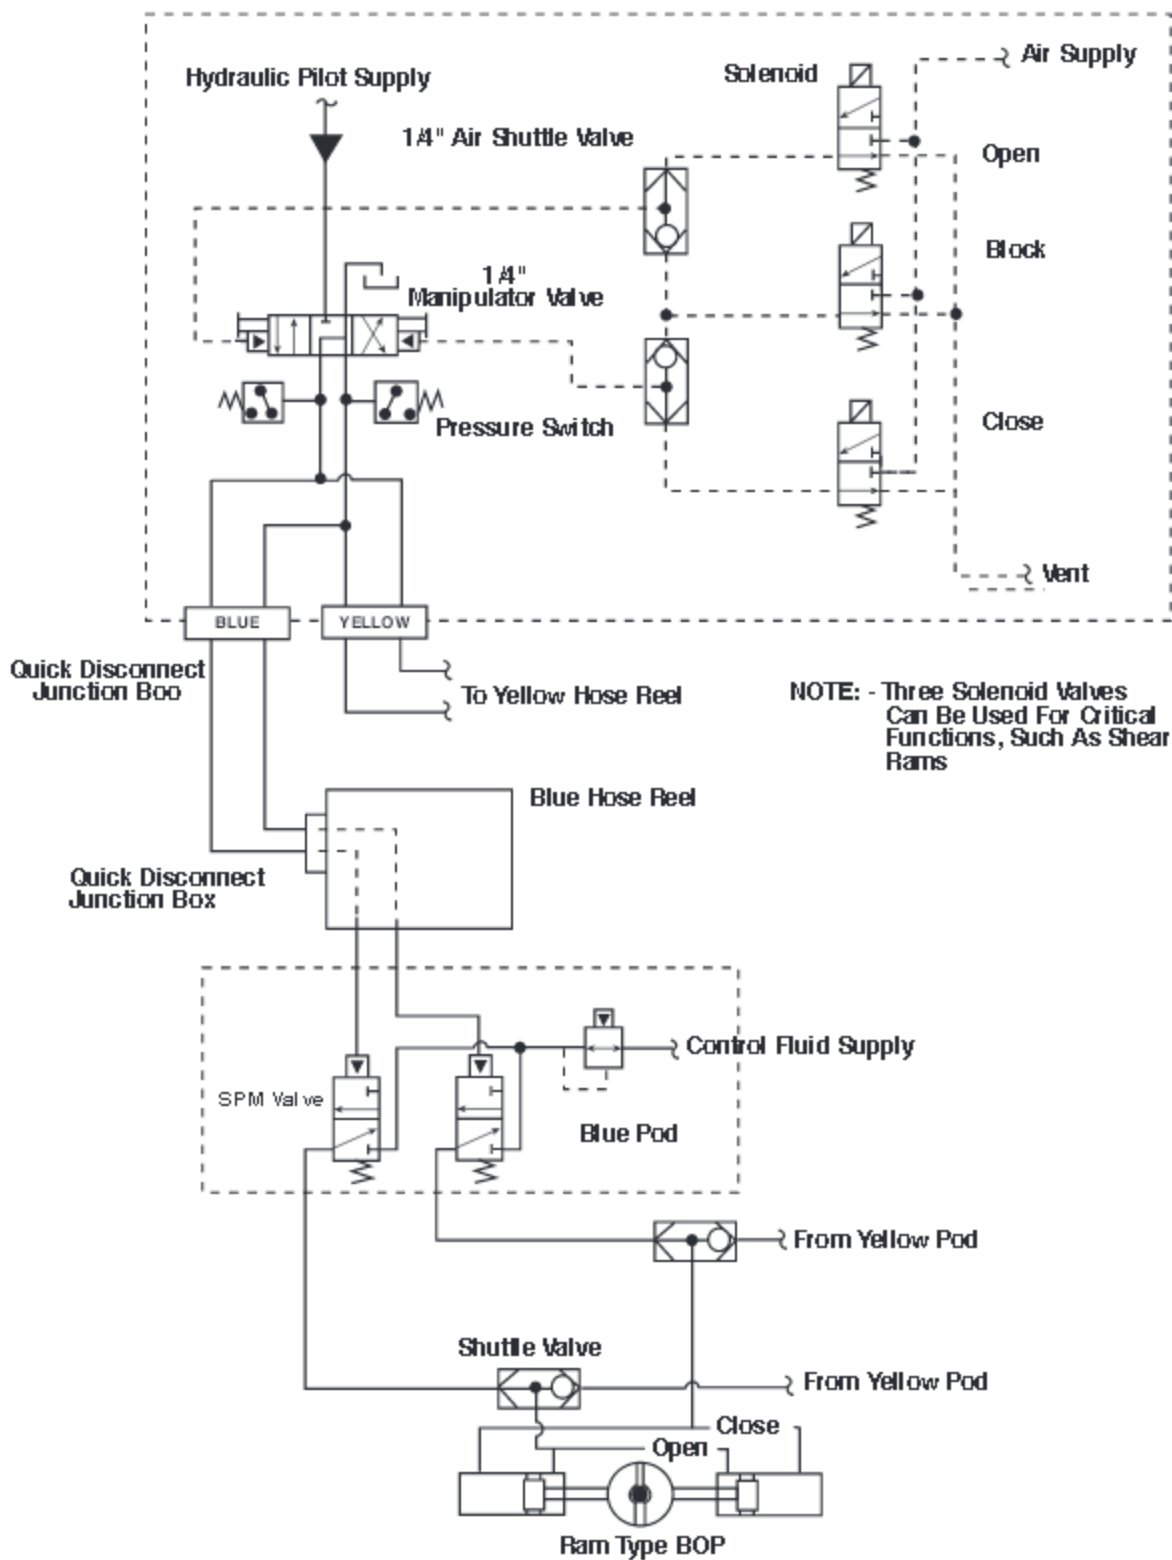 Hydraulic Pilot Supply
Solenoid
Air Supply
1/4" Air Shuttle Valve
Open
Block
1/4"
Manipulator Valve
Close
Pressure Switch
Vent
BLUE
YELLOW
Quick Disconnect
Junction Boo
To Yellow Hose Reel
NOTE: - Three Solenoid Valves
Can Be Used For Critical
Functions, Such As Shear
Rams
Blue Hose Reel
Quick Disconnect
Junction Box
Control Fluid Supply
SPM Valve
Blue Pod
From Yellow Pod
Shuttle Valve
From Yellow Pod
Close
Open
Ram Type BOP